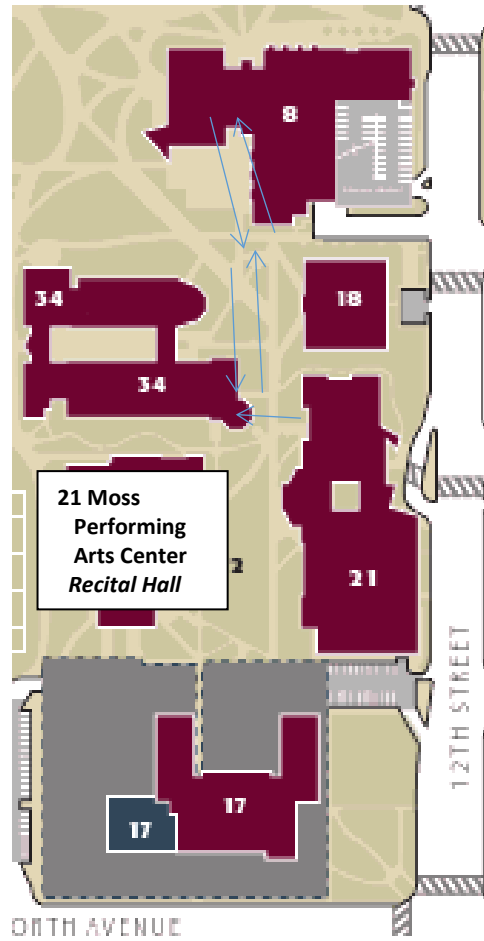 8
34
18
34
21 Moss
Performing
Arts Center
Recital Hall
2
21
12TH STREET
17
17
ORTH AVENUE